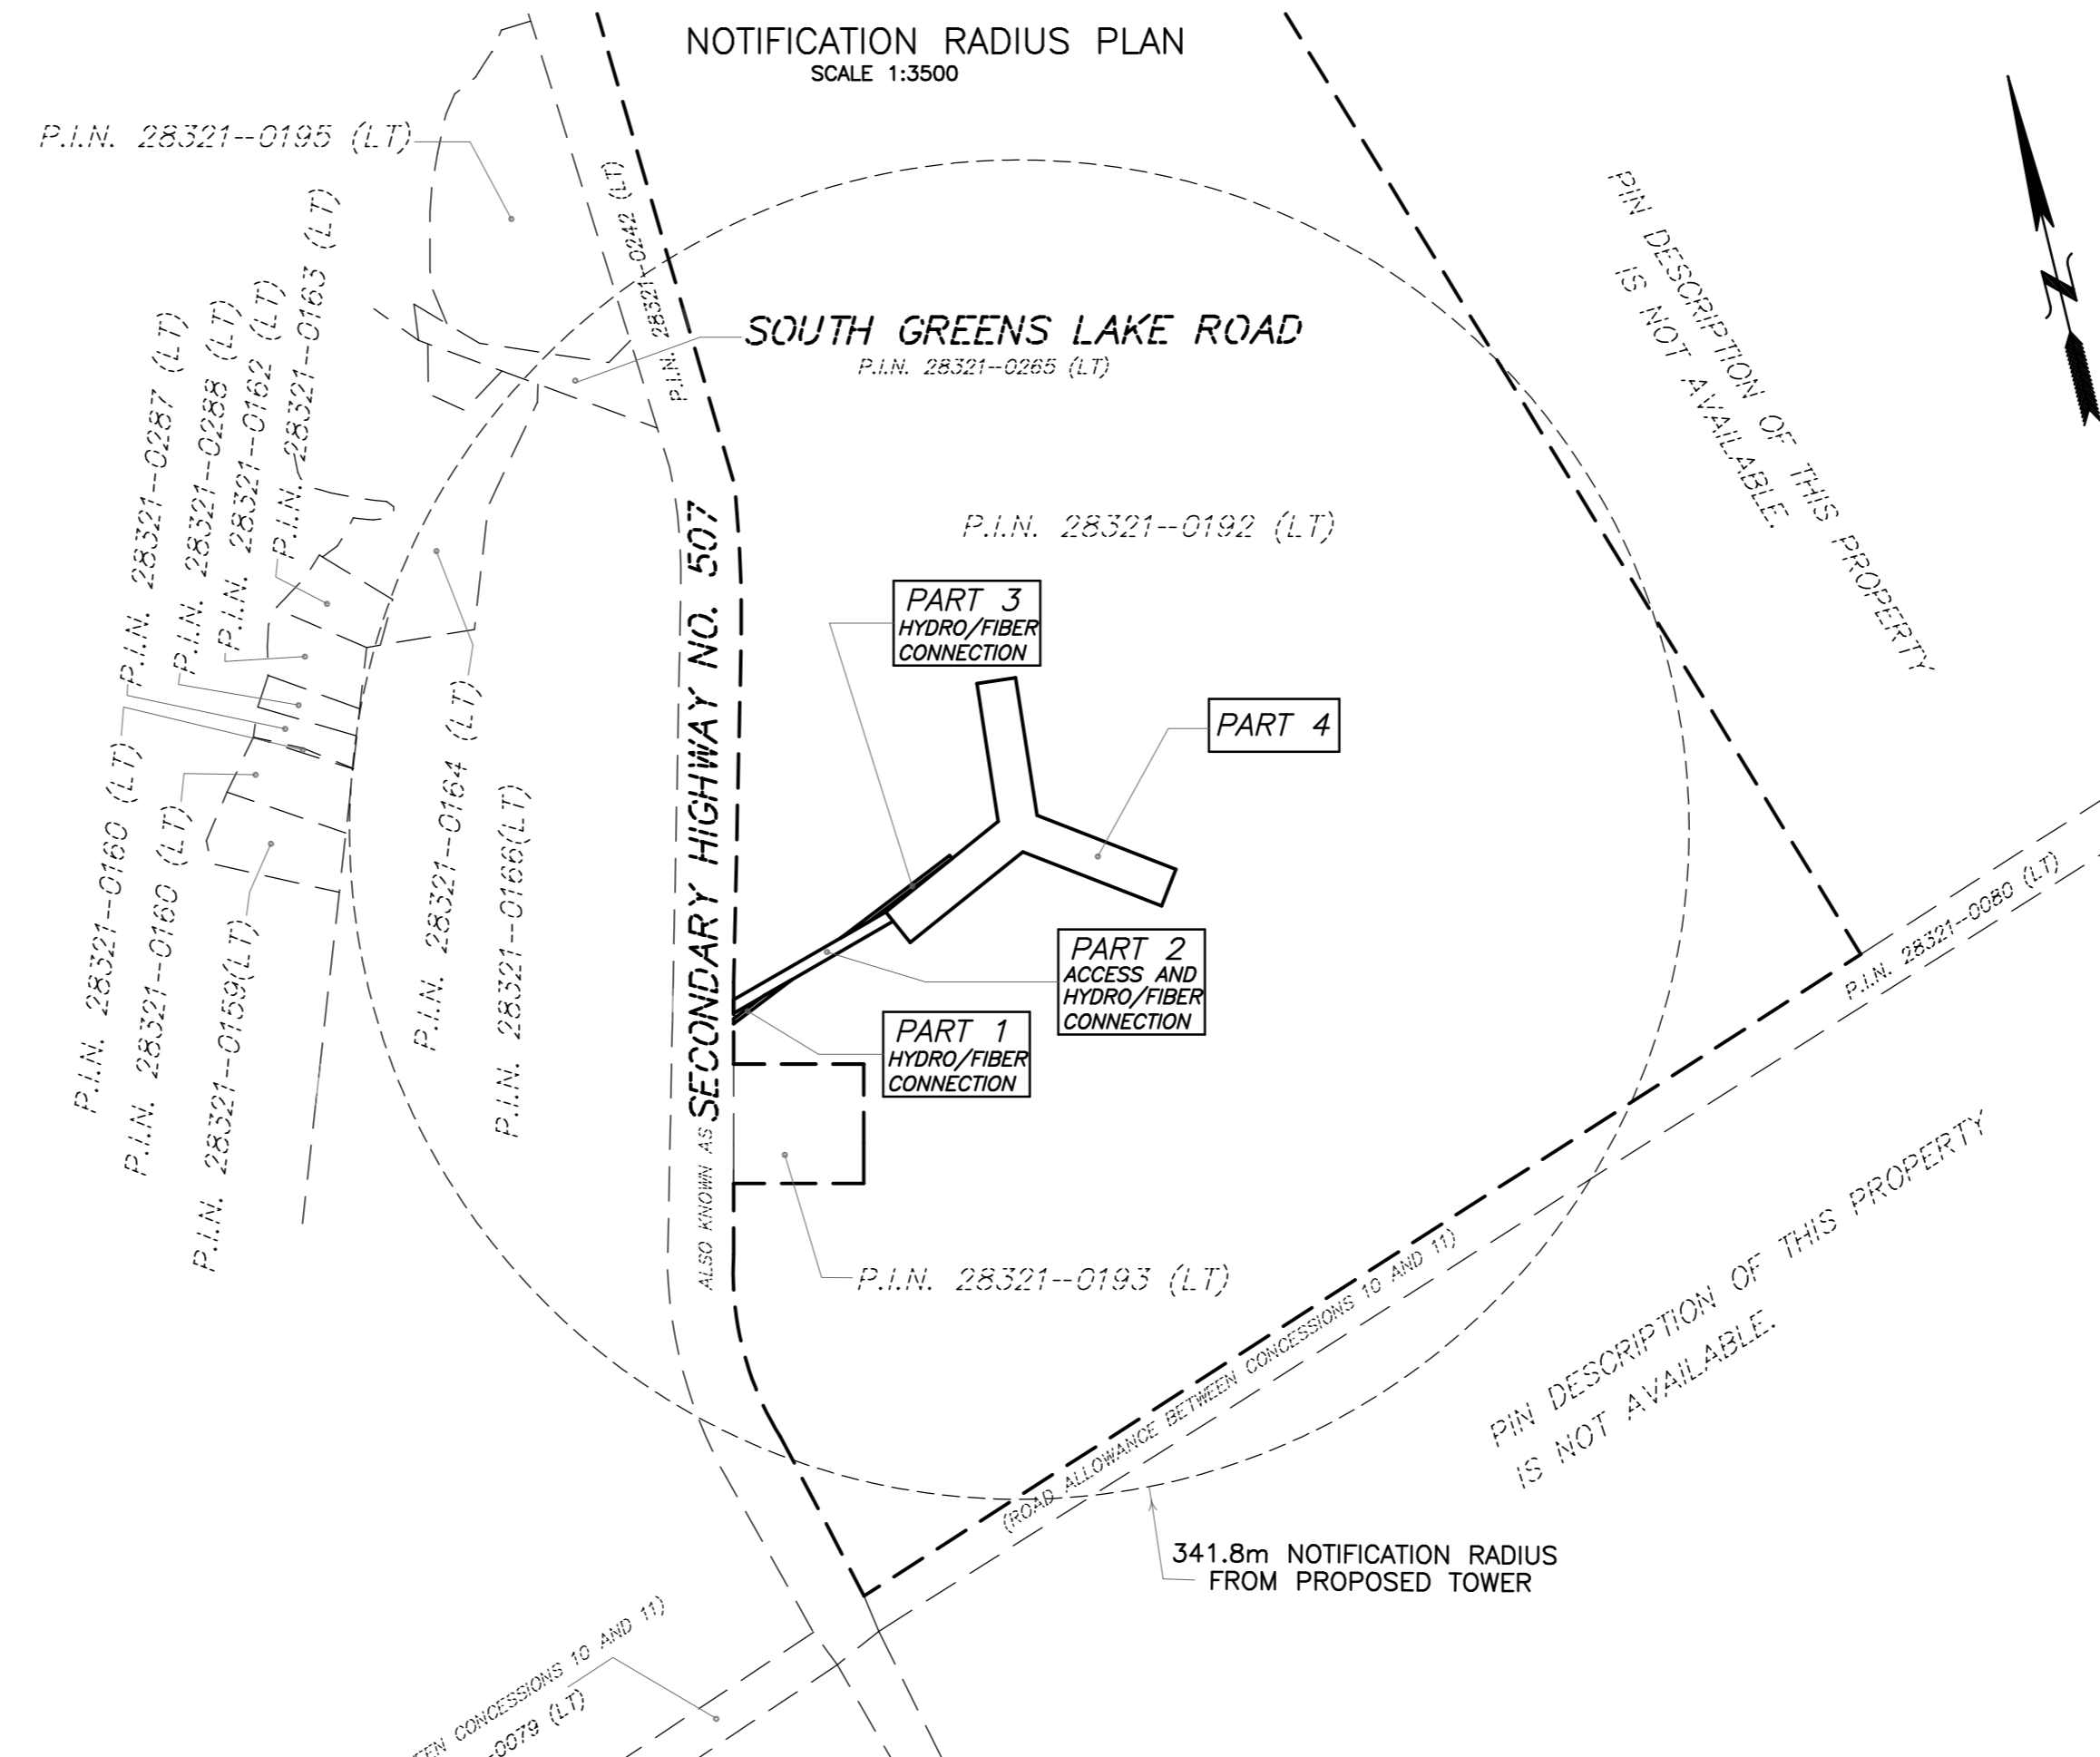 NOTIFICATION RADIUS PLAN
SCALE 1:3500
P.I.N. 28321--0195 (LT)
P.I.N. 28321-0242 (LT)
SOUTH GREENS LAKE ROAD
P.I.N. 28321--0265 (LT)
PIN DESCRIPTION OF THIS PROPERTY
IS NOT AVAILABLE.
P.I.N. 28321-0287 (LT)
P.I.N. 28321-0288 (LT)
P.I.N. 28321-0162 (LT)
P.I.N. 28321-0163 (LT)
P.I.N. 28321--0192 (LT)
PART 3
HYDRO/FIBER
CONNECTION
PART 4
PART 2
ACCESS AND
HYDRO/FIBER
CONNECTION
PART 1
HYDRO/FIBER
CONNECTION
ALSO KNOWN AS SECONDARY HIGHWAY NO. 507
P.I.N. 28321--0160 (LT)
P.I.N. 28321--0160 (LT)
P.I.N. 28321--0159(LT)
P.I.N. 28321--0164 (LT)
P.I.N. 28321--0166(LT)
P.I.N. 28321--0193 (LT)
P.I.N. 28321--0080 (LT)
(ROAD ALLOWANCE BETWEEN CONCESSIONS 10 AND 11)
PIN DESCRIPTION OF THIS PROPERTY
IS NOT AVAILABLE.
341.8m NOTIFICATION RADIUS
FROM PROPOSED TOWER
CONCESSIONS 10 AND 11)
-0079 (LT)